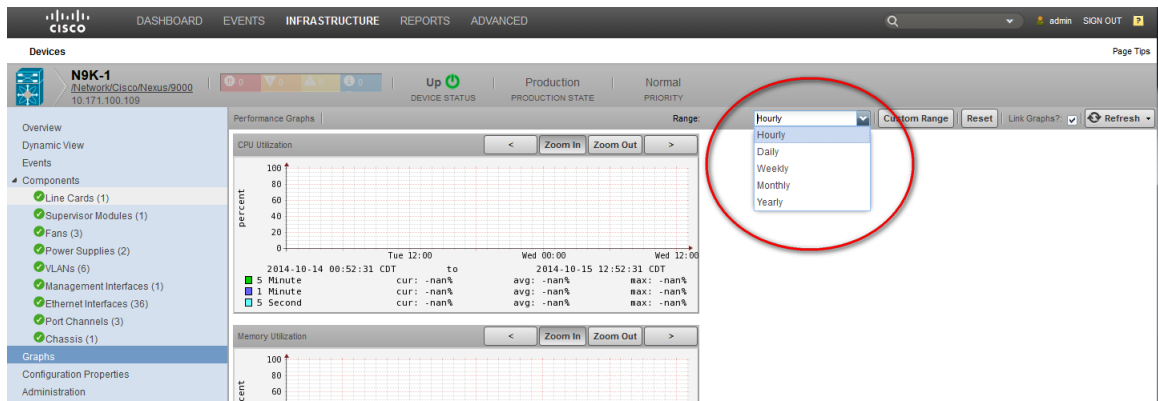 CISCO
DASHBOARD EVENTS INFRASTRUCTURE REPORTS ADVANCED admin SIGN OUT ?
Devices Page Tips
N9K-1
/Network/Cisco/Nexus/9000
10.171.100.109
0 0 0 0
Up Production Normal
DEVICE STATUS PRODUCTION STATE PRIORITY
Overview
Dynamic View
Events
Components
Line Cards (1)
Supervisor Modules (1)
Fans (3)
Power Supplies (2)
VLANs (6)
Management Interfaces (1)
Ethernet Interfaces (36)
Port Channels (3)
Chassis (1)
Graphs
Configuration Properties
Administration
Performance Graphs Range: Hourly Custom Range Reset Link Graphs?: Refresh
Hourly
Daily
Weekly
Monthly
Yearly
CPU Utilization < Zoom In Zoom Out >
percent
100
80
60
40
20
0
Tue 12:00 Wed 00:00 Wed 12:00
2014-10-14 00:52:31 CDT to 2014-10-15 12:52:31 CDT
5 Minute cur: -nan% avg: -nan% max: -nan%
1 Minute cur: -nan% avg: -nan% max: -nan%
5 Second cur: -nan% avg: -nan% max: -nan%
Memory Utilization < Zoom In Zoom Out >
100
80
60